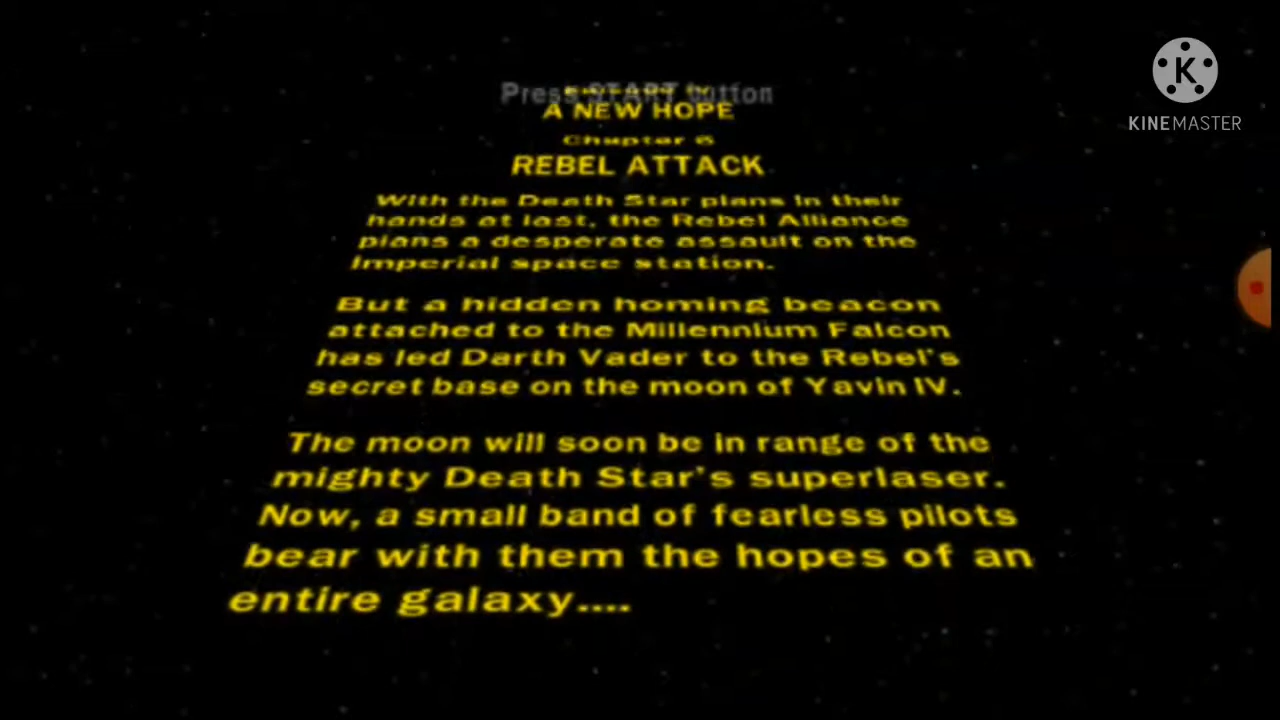 Press START button
A NEW HOPE
Chapter 6
REBEL ATTACK
With the Death Star plans in their
hands at last, the Rebel Alliance
plans a desperate assault on the
Imperial space station.
But a hidden homing beacon
attached to the Millennium Falcon
has led Darth Vader to the Rebel's
secret base on the moon of Yavin IV.
The moon will soon be in range of the
mighty Death Star's superlaser.
Now, a small band of fearless pilots
bear with them the hopes of an
entire galaxy....
K
KINEMASTER